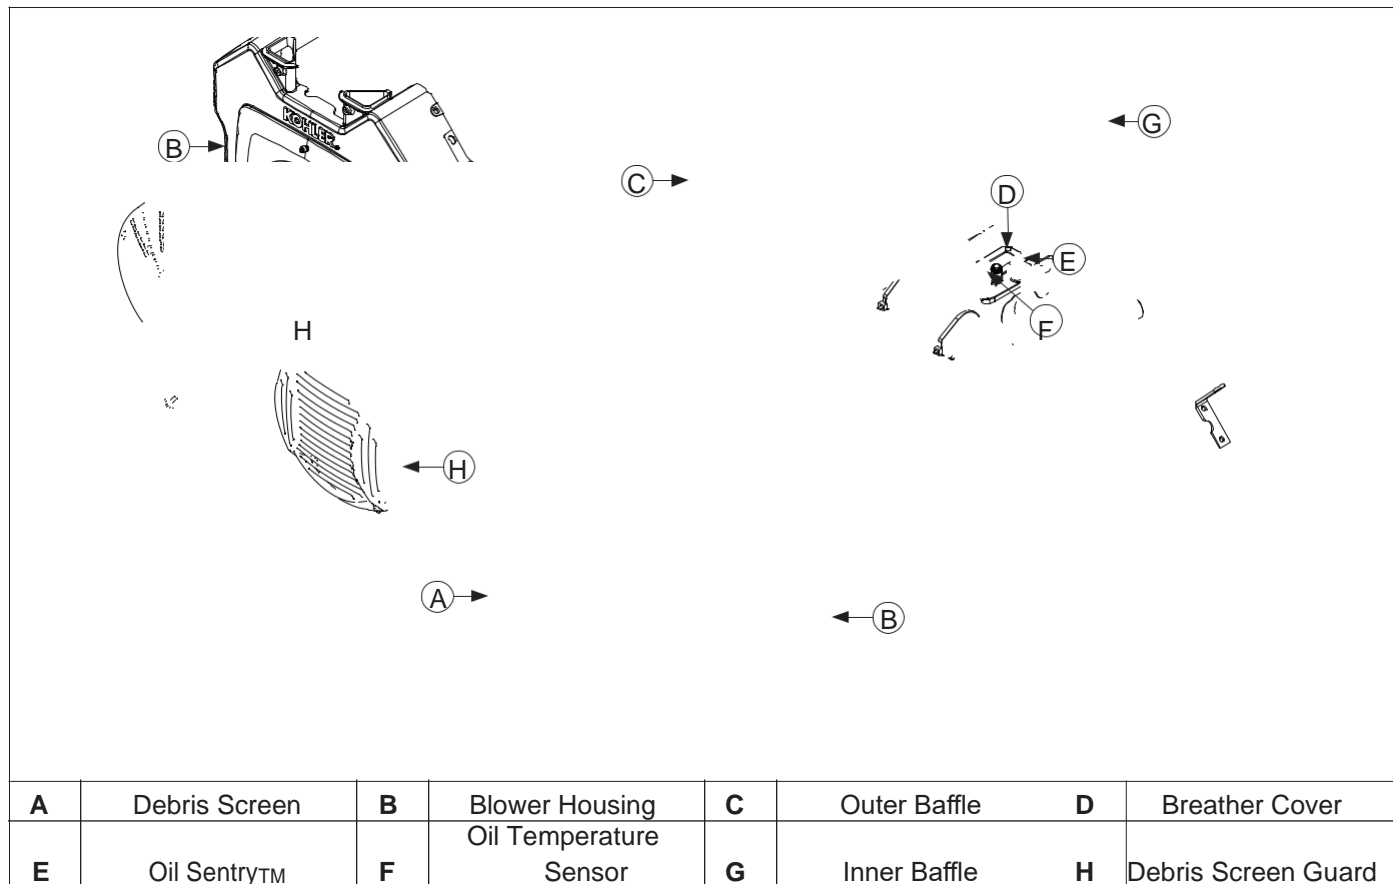 KOHLER
G
B
C
D
E
F
H
H
A
B
A Debris Screen B Blower Housing C Outer Baffle D Breather Cover
E Oil Sentry™ F Oil Temperature Sensor G Inner Baffle H Debris Screen Guard